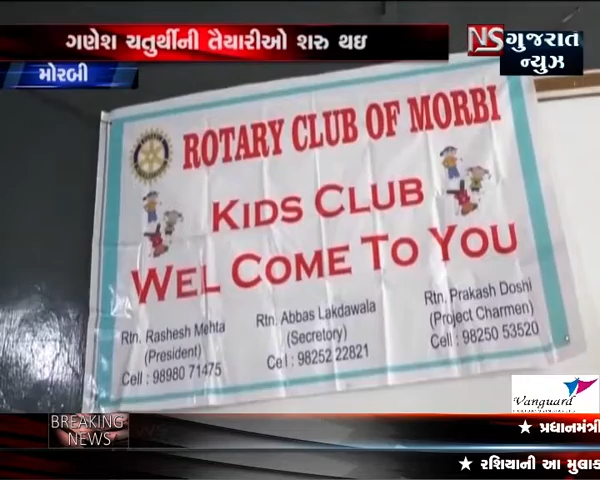 ગણેશ ચતુર્થીની તૈયારીઓ શરુ થઇ
NS ગુજરાત ન્યુઝ
મોરબી
ROTARY CLUB OF MORBI
KIDS CLUB
WEL COME TO YOU
Rtn. Rashesh Mehta
(President)
Cell : 98980 71475
Rtn. Abbas Lakdawala
(Secretory)
Cell : 98252 22821
Rtn. Prakash Doshi
(Project Charmen)
Cell : 98250 53520
Vanguard
BREAKING
NEWS
★ પ્રધાનમંત્રી
★ રશિયાની આ મુલાક